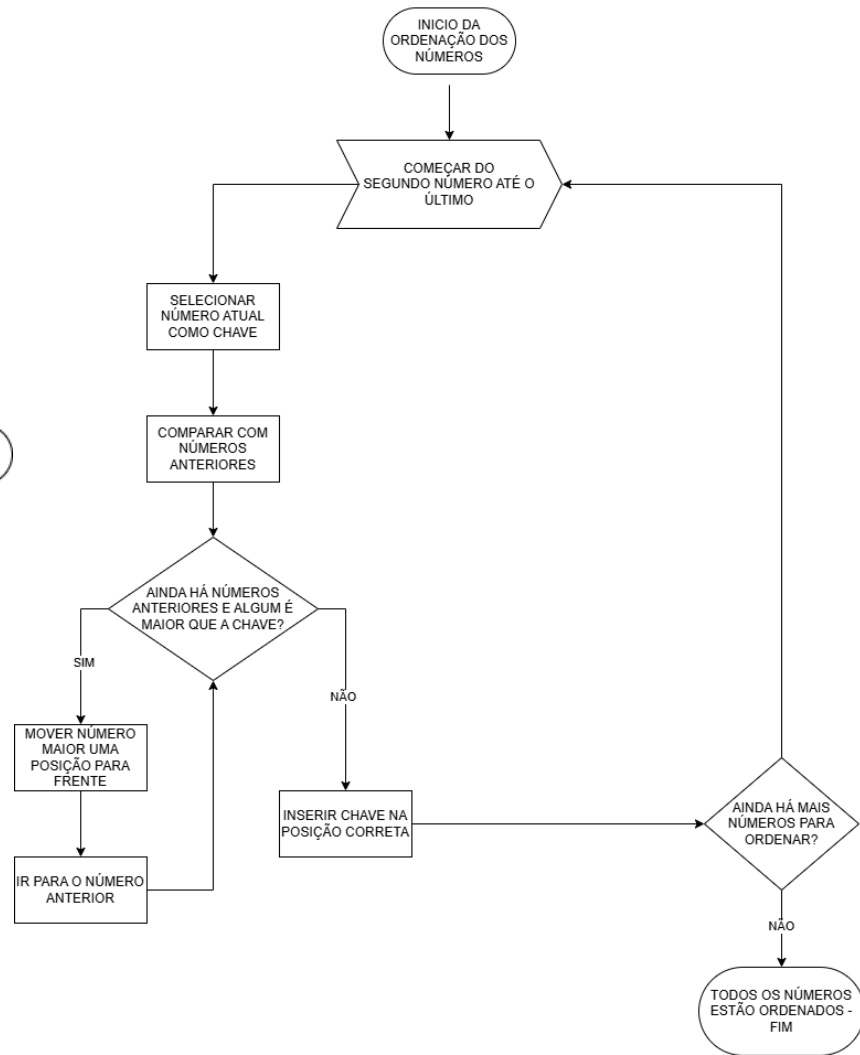 INICIO DA
ORDENAÇÃO DOS
NÚMEROS
COMEÇAR DO
SEGUNDO NÚMERO ATÉ O
ÚLTIMO
SELECIONAR
NÚMERO ATUAL
COMO CHAVE
COMPARAR COM
NÚMEROS
ANTERIORES
AINDA HÁ NÚMEROS
ANTERIORES E ALGUM É
MAIOR QUE A CHAVE?
SIM
NÃO
MOVER NÚMERO
MAIOR UMA
POSIÇÃO PARA
FRENTE
IR PARA O NÚMERO
ANTERIOR
INSERIR CHAVE NA
POSIÇÃO CORRETA
AINDA HÁ MAIS
NÚMEROS PARA
ORDENAR?
NÃO
TODOS OS NÚMEROS
ESTÃO ORDENADOS -
FIM